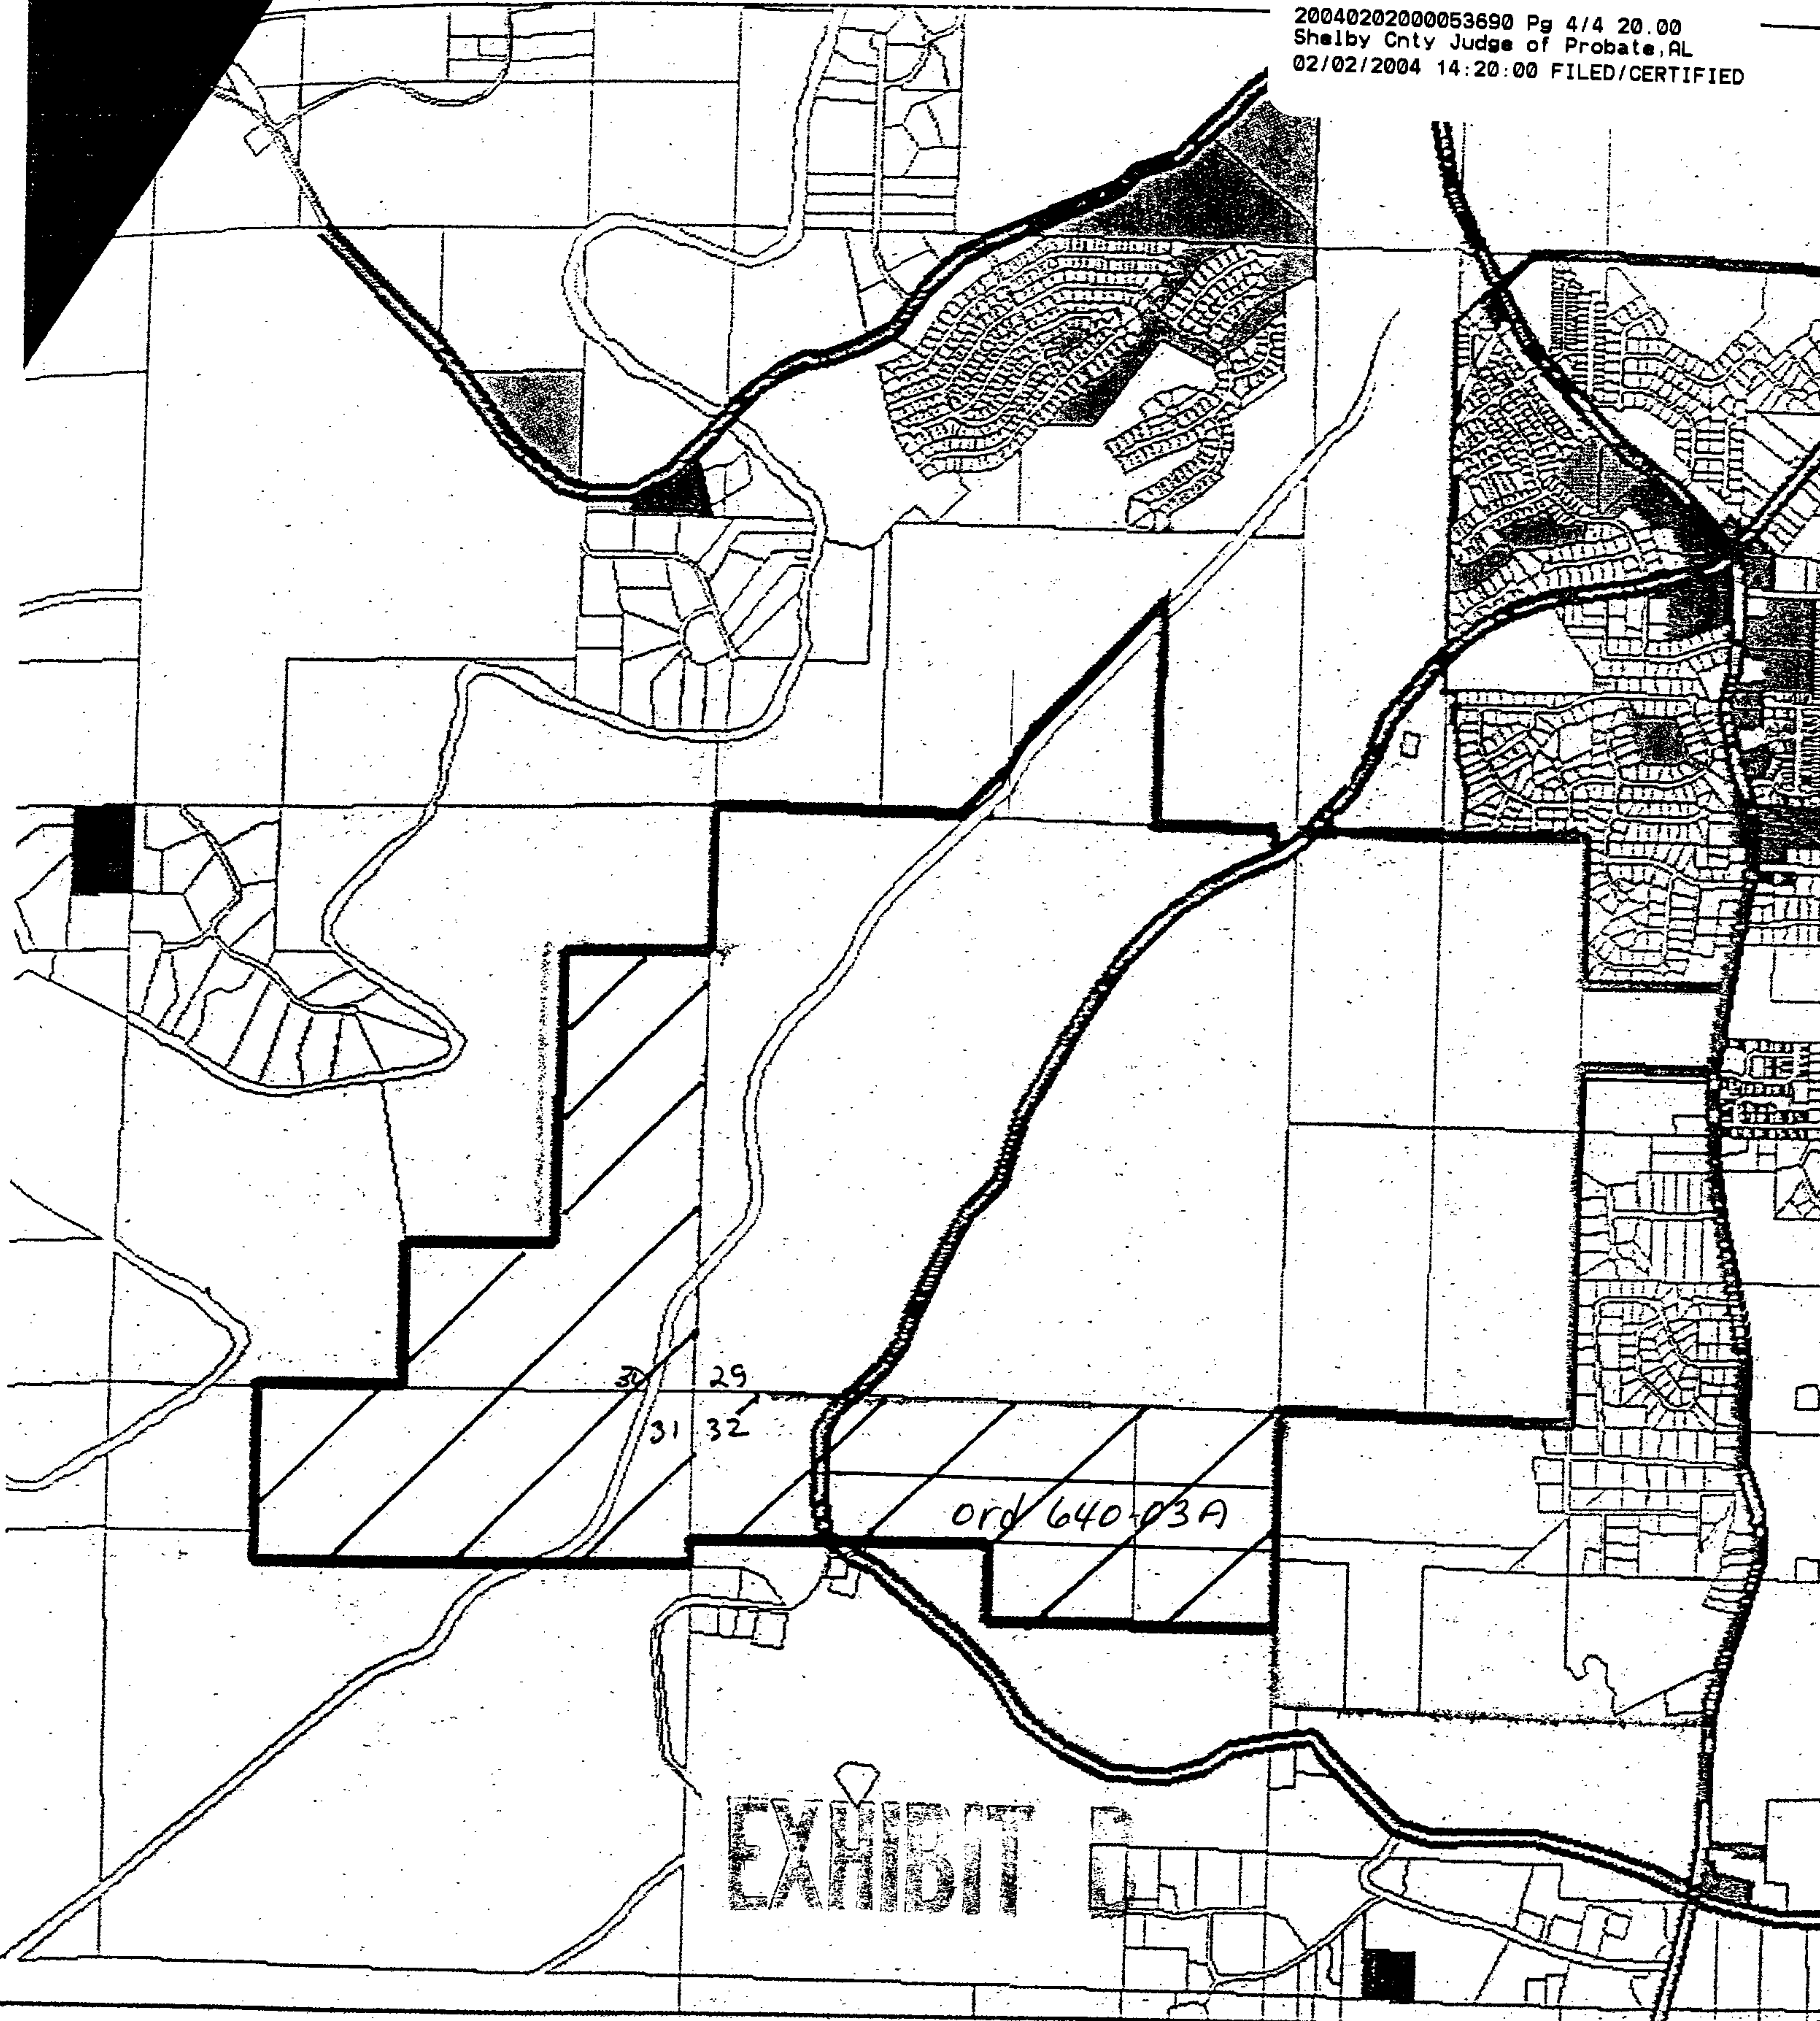 20040202000053690 Pg 4/4 20.00
Shelby Cnty Judge of Probate,AL
02/02/2004 14:20:00 FILED/CERTIFIED
30 29
31 32
ord 640-03A
EXHIBIT